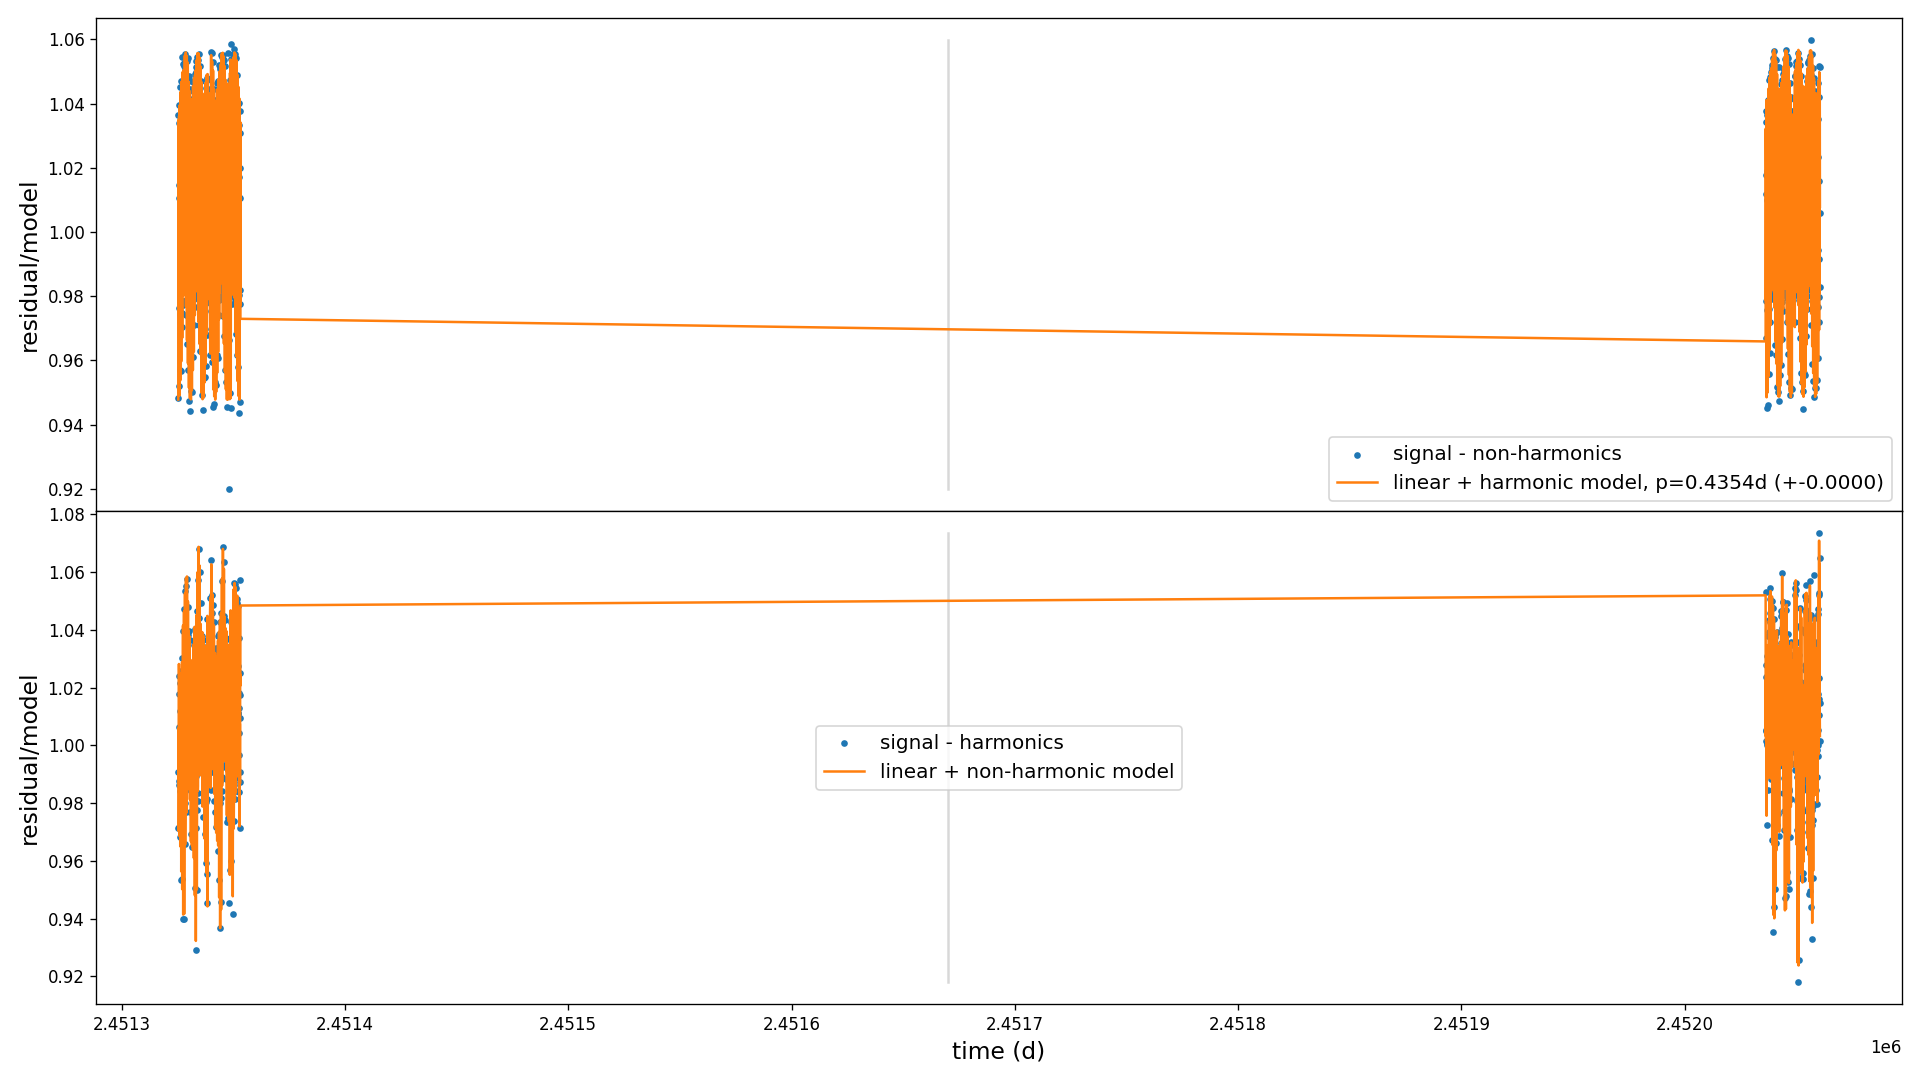 1.06
1.04
1.02
1.00
0.98
0.96
0.94
0.92
residual/model
signal - non-harmonics
linear + harmonic model, p=0.4354d (+-0.0000)
1.08
1.06
1.04
1.02
1.00
0.98
0.96
0.94
0.92
residual/model
signal - harmonics
linear + non-harmonic model
2.4513 2.4514 2.4515 2.4516 2.4517 2.4518 2.4519 2.4520
time (d)
1e6